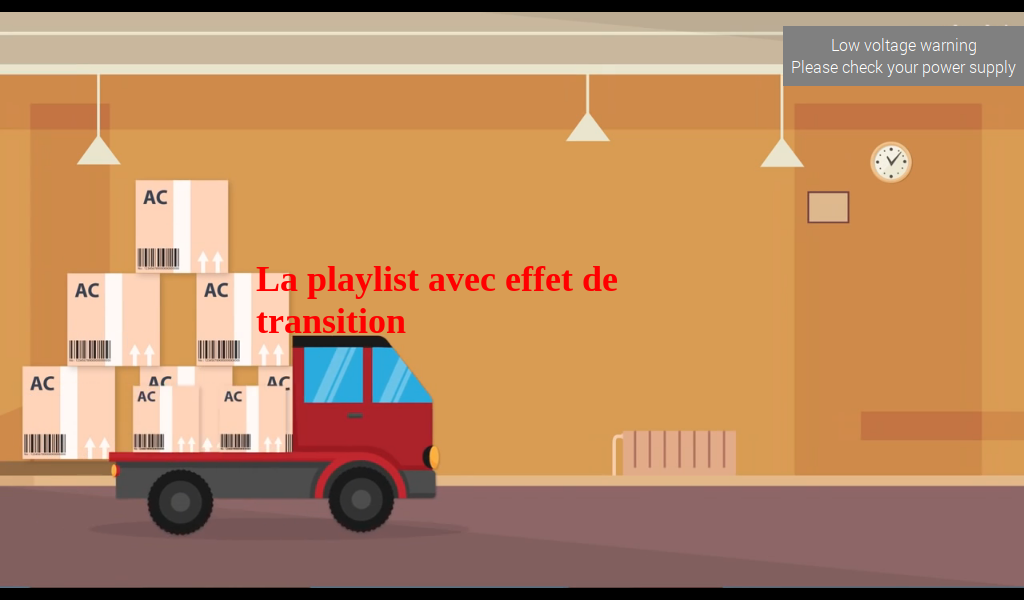 Low voltage warning
Please check your power supply
AC
AC
AC
La playlist avec effet de
transition
AC
AC
AC
AC
AC